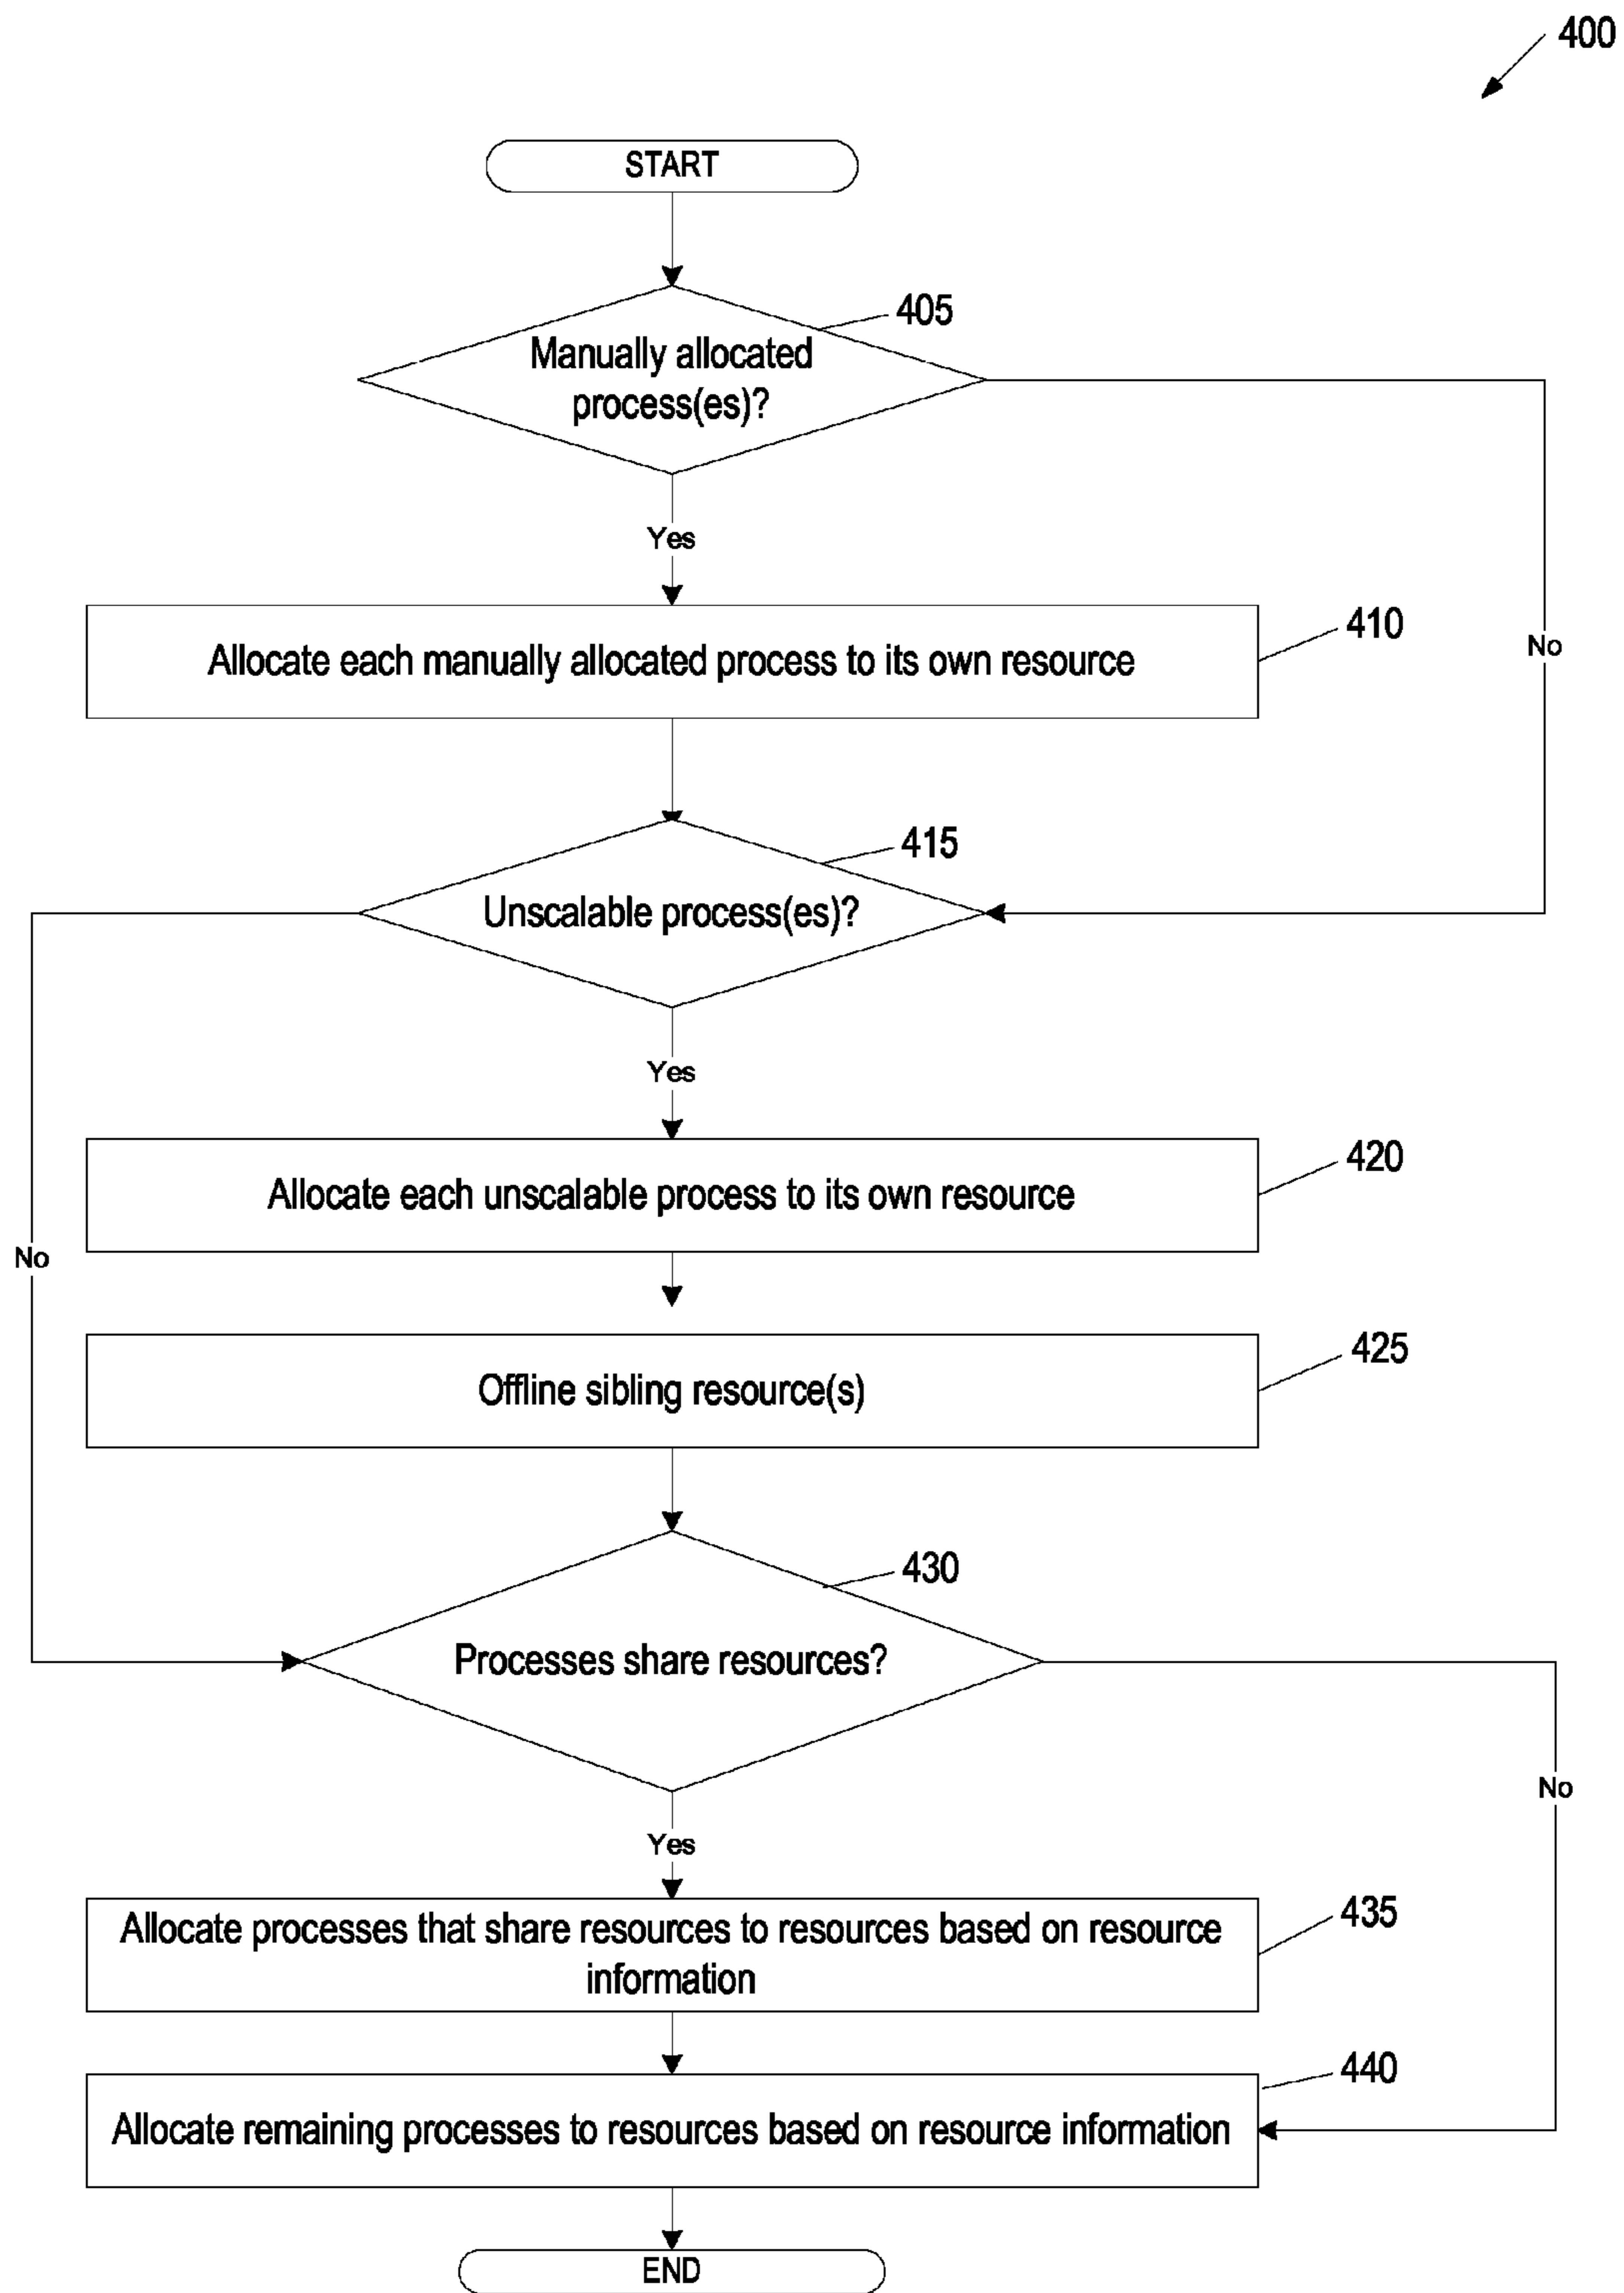 400
START
405
Manually allocated
process(es)?
Yes
410
Allocate each manually allocated process to its own resource
No
415
Unscalable process(es)?
Yes
420
Allocate each unscalable process to its own resource
No
425
Offline sibling resource(s)
430
Processes share resources?
No
Yes
435
Allocate processes that share resources to resources based on resource
information
440
Allocate remaining processes to resources based on resource information
END